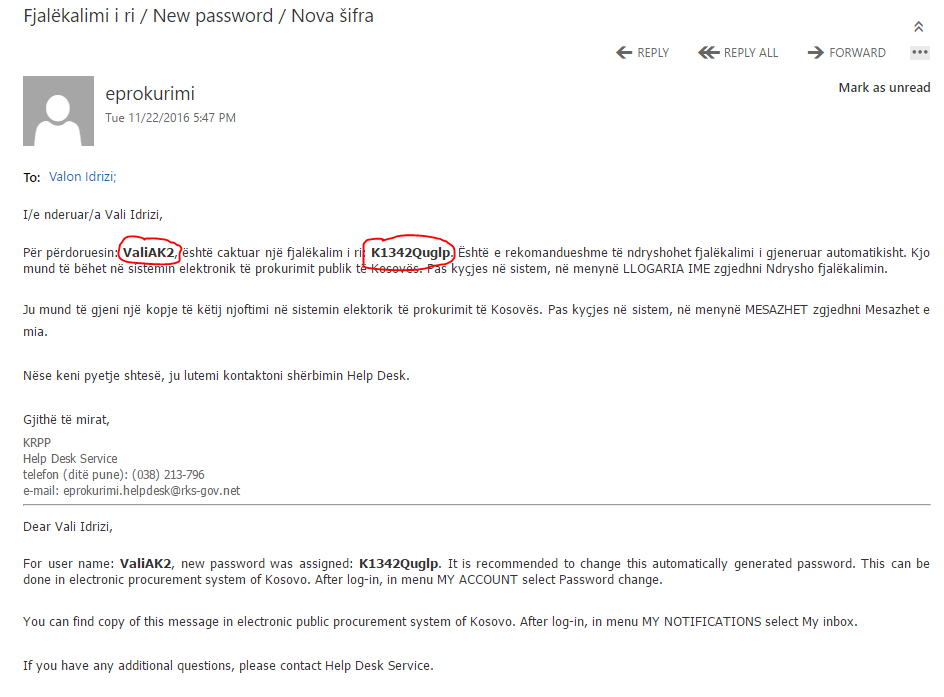 Fjalëkalimi i ri / New password / Nova šifra
REPLY REPLY ALL FORWARD
eprokurimi
Mark as unread
Tue 11/22/2016 5:47 PM
To: Valon Idrizi;
I/e nderuar/a Vali Idrizi,
Për përdoruesin: ValiAK2, është caktuar një fjalëkalim i ri: K1342Quglp. Është e rekomandueshme të ndryshohet fjalëkalimi i gjeneruar automatikisht. Kjo
mund të bëhet në sistemin elektronik të prokurimit publik të Kosovës. Pas kyçjes në sistem, në menynë LLOGARIA IME zgjedhni Ndrysho fjalëkalimin.
Ju mund të gjeni një kopje të këtij njoftimi në sistemin elektorik të prokurimit të Kosovës. Pas kyçjes në sistem, në menynë MESAZHET zgjedhni Mesazhet e
mia.
Nëse keni pyetje shtesë, ju lutemi kontaktoni shërbimin Help Desk.
Gjithë të mirat,
KRPP
Help Desk Service
telefon (ditë pune): (038) 213-796
e-mail: eprokurimi.helpdesk@rks-gov.net
Dear Vali Idrizi,
For user name: ValiAK2, new password was assigned: K1342Quglp. It is recommended to change this automatically generated password. This can be
done in electronic procurement system of Kosovo. After log-in, in menu MY ACCOUNT select Password change.
You can find copy of this message in electronic public procurement system of Kosovo. After log-in, in menu MY NOTIFICATIONS select My inbox.
If you have any additional questions, please contact Help Desk Service.